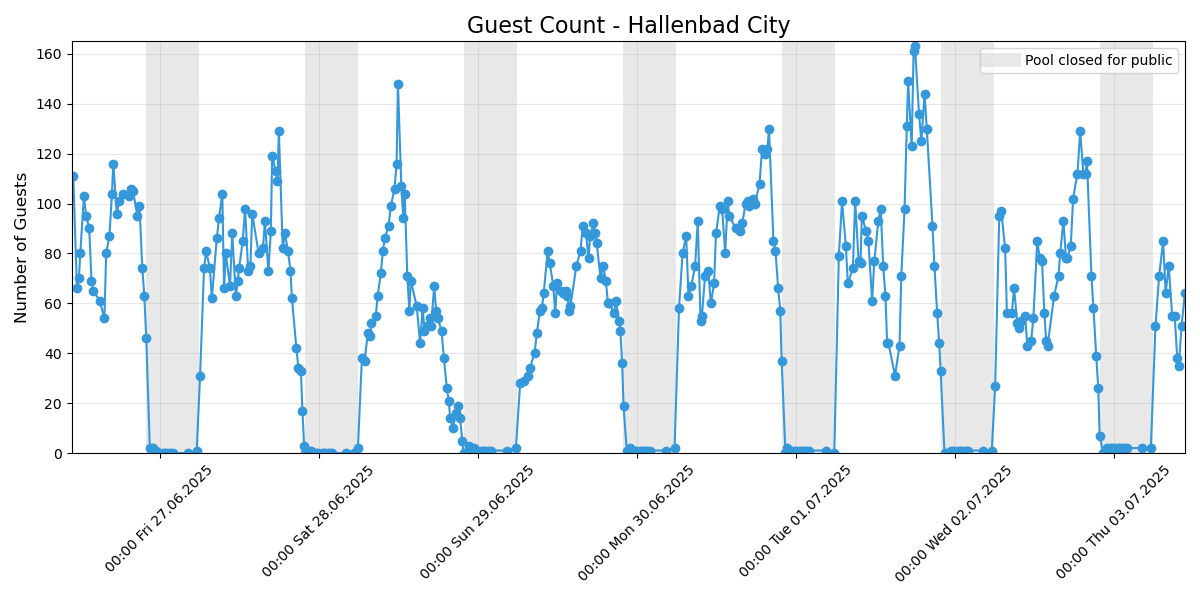 Guest Count - Hallenbad City
Pool closed for public
Number of Guests
160
140
120
100
80
60
40
20
0
00:00 Fri 27.06.2025
00:00 Sat 28.06.2025
00:00 Sun 29.06.2025
00:00 Mon 30.06.2025
00:00 Tue 01.07.2025
00:00 Wed 02.07.2025
00:00 Thu 03.07.2025